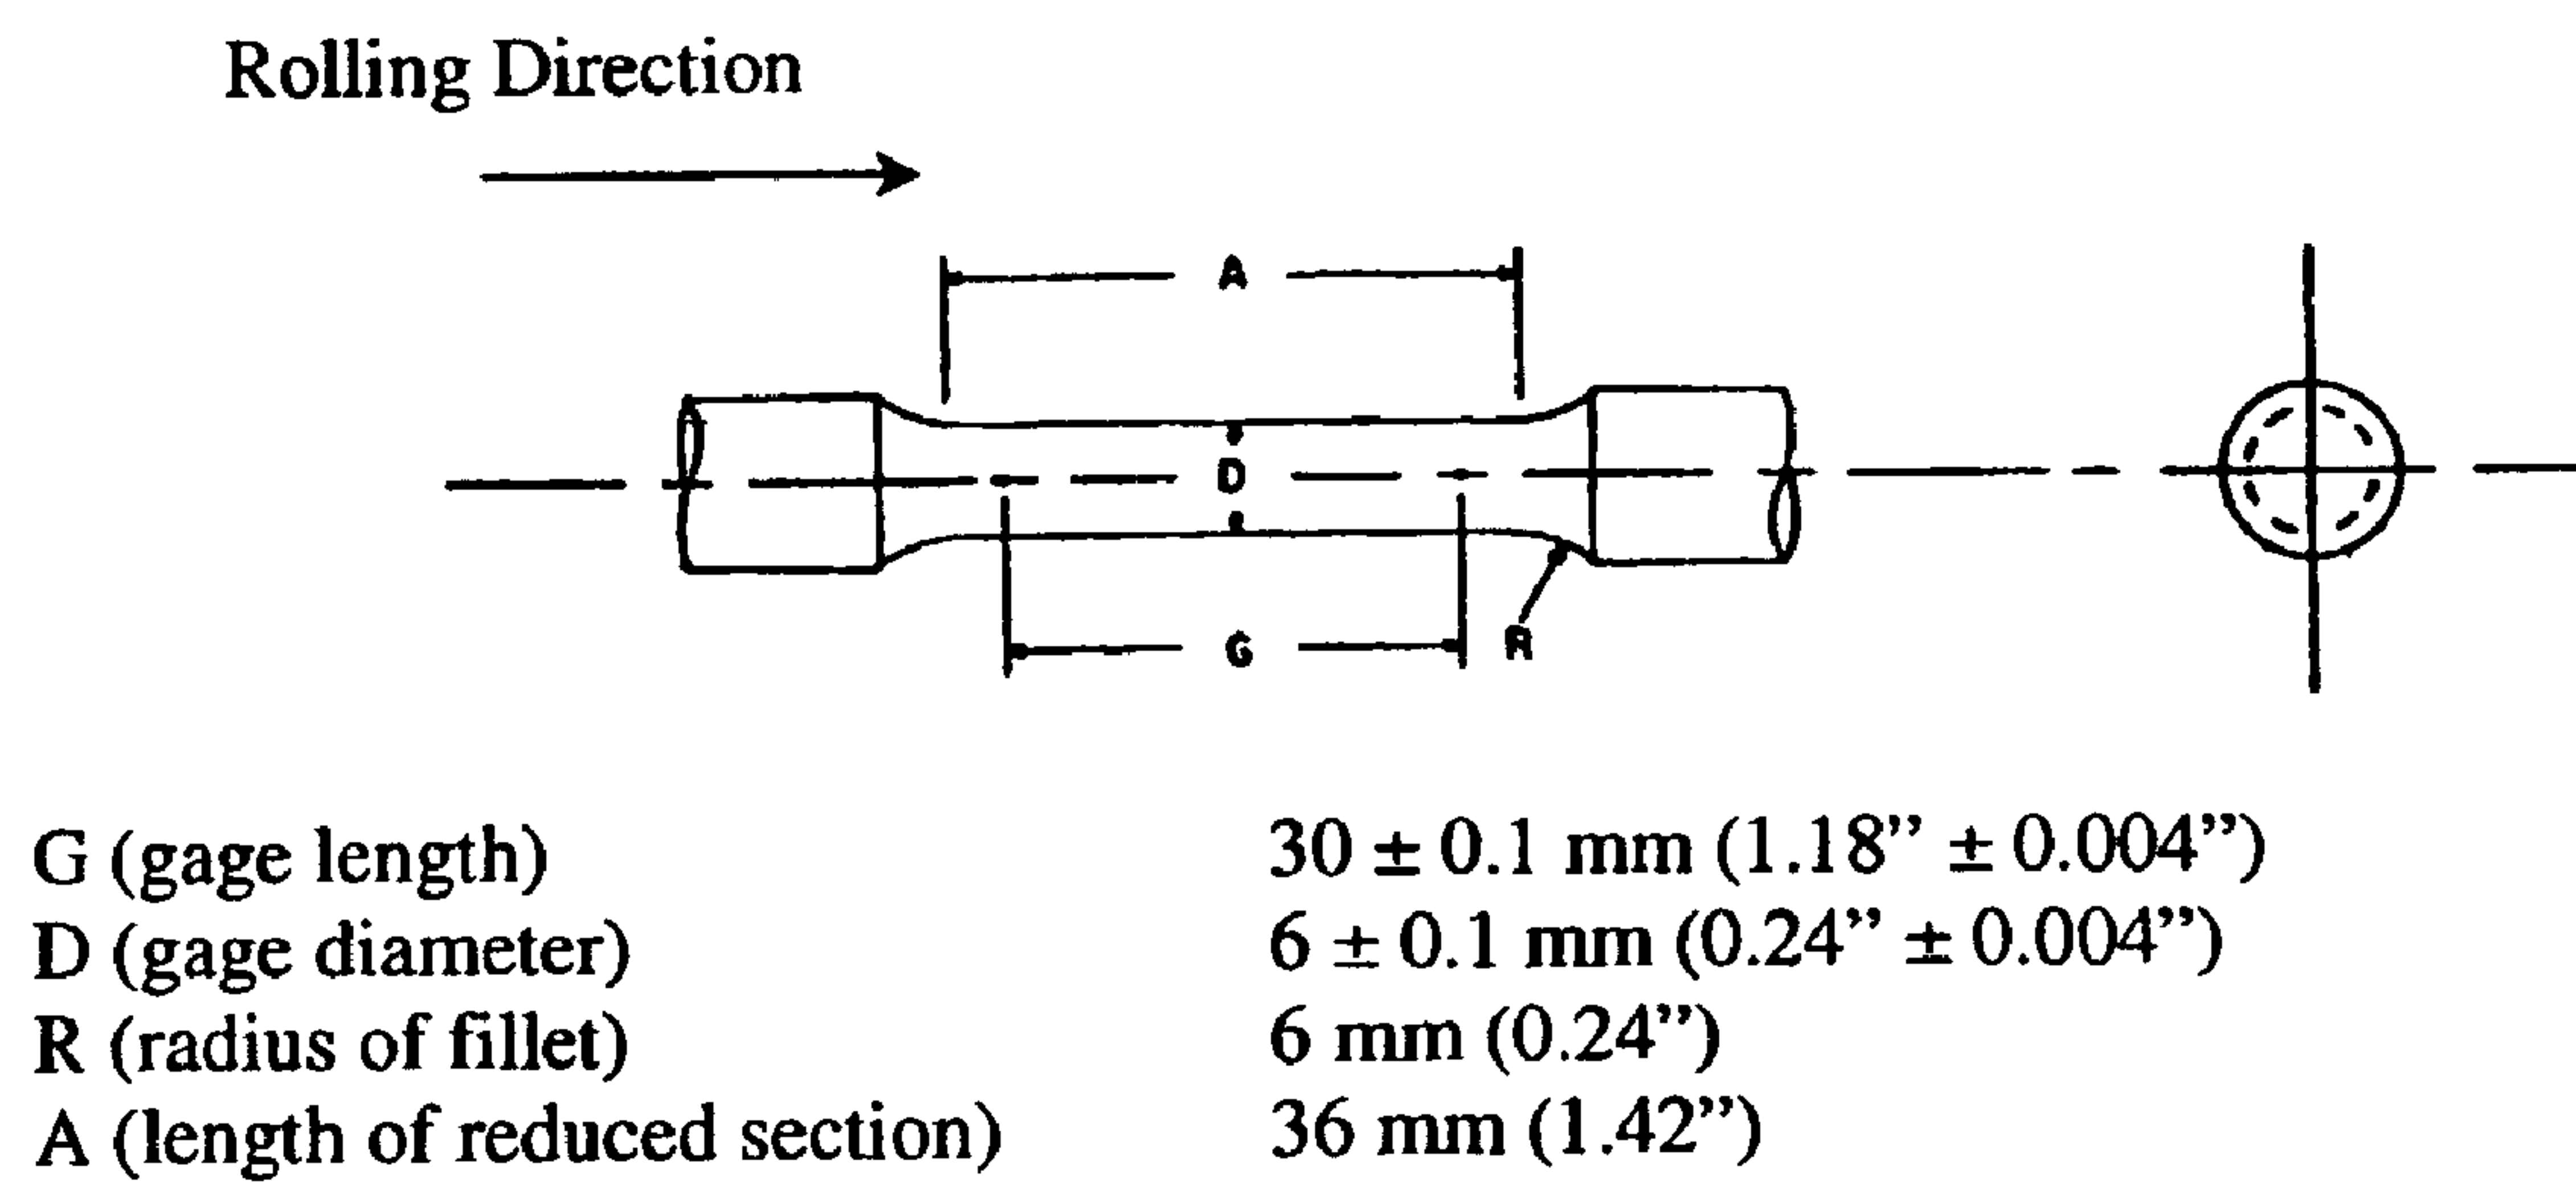 Rolling Direction
A
D
G
R
G (gage length) 30 ± 0.1 mm (1.18” ± 0.004”)
D (gage diameter) 6 ± 0.1 mm (0.24” ± 0.004”)
R (radius of fillet) 6 mm (0.24”)
A (length of reduced section) 36 mm (1.42”)